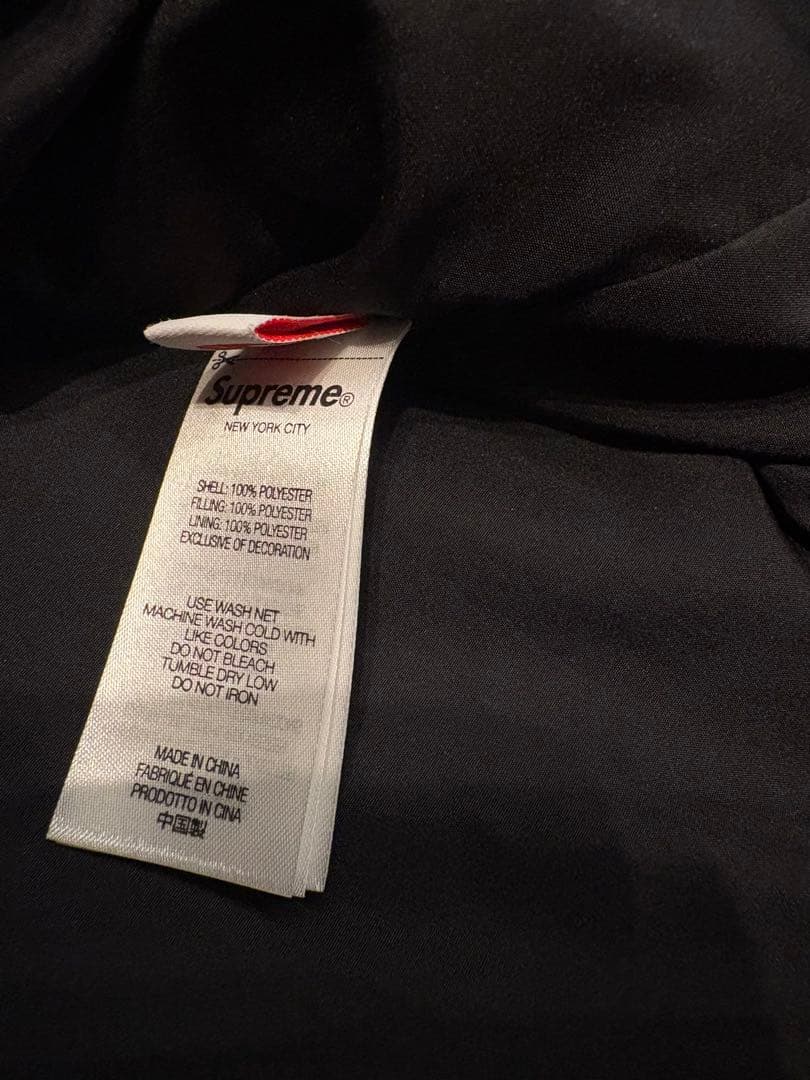 Supreme®
NEW YORK CITY
SHELL: 100% POLYESTER
FILLING: 100% POLYESTER
LINING: 100% POLYESTER
EXCLUSIVE OF DECORATION
USE WASH NET
MACHINE WASH COLD WITH
LIKE COLORS
DO NOT BLEACH
TUMBLE DRY LOW
DO NOT IRON
MADE IN CHINA
FABRIQUÉ EN CHINE
PRODOTTO IN CINA
中国製